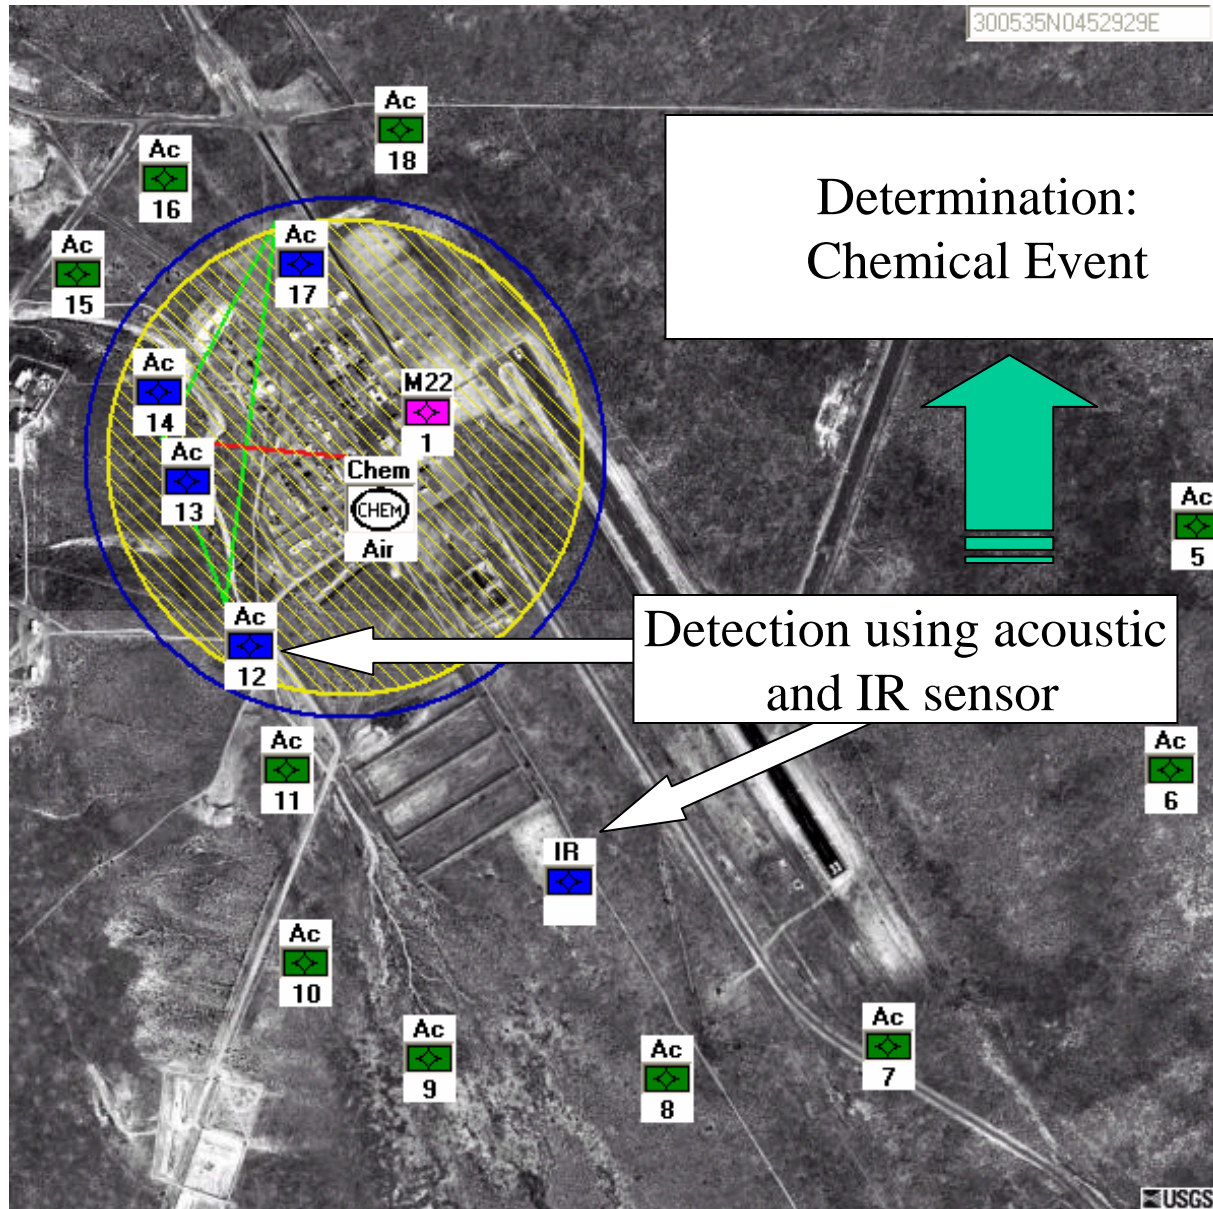 300535N0452929E
Ac
18
Ac
16
Determination:
Chemical Event
Ac
15
Ac
17
Ac
14
M22
1
Ac
13
Chem
CHEM
Air
Ac
5
Ac
12
Detection using acoustic
and IR sensor
Ac
11
Ac
6
IR
33
Ac
10
Ac
9
Ac
8
Ac
7
USGS